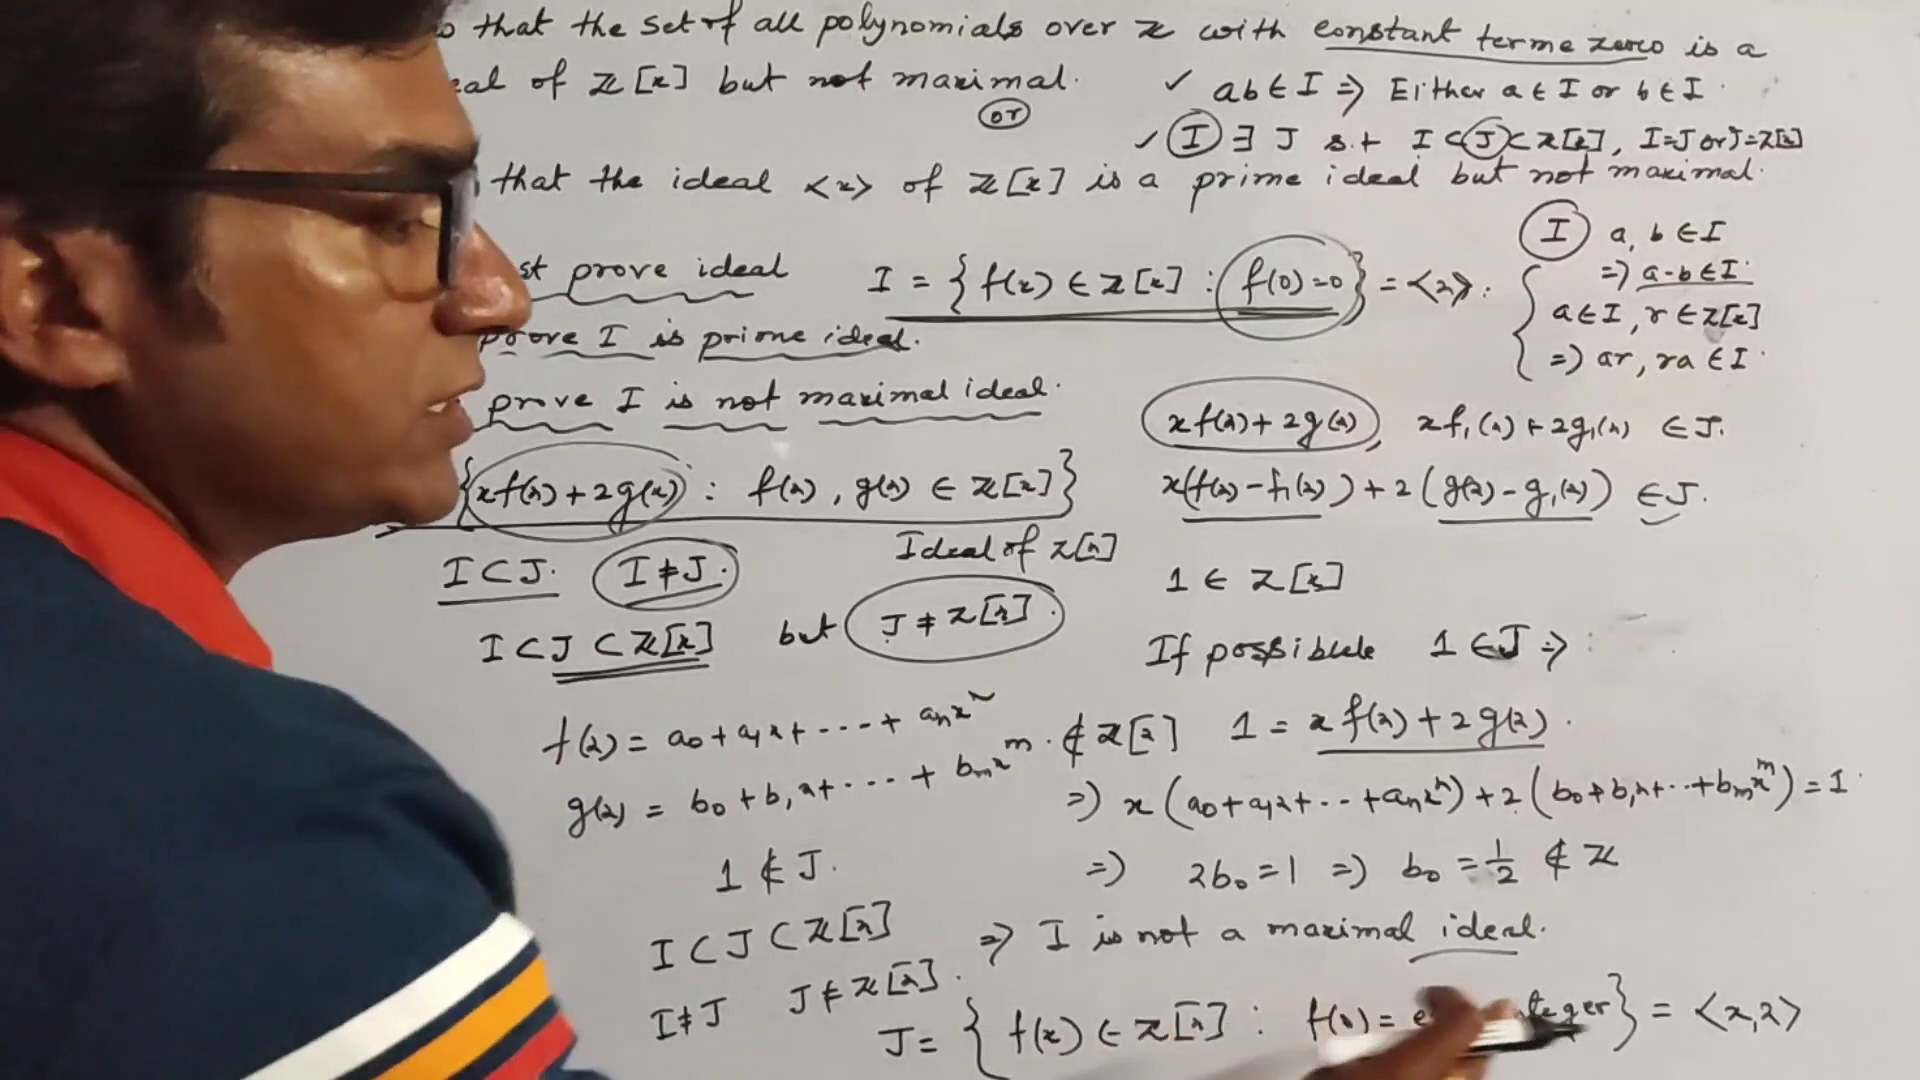 that the set of all polynomials over ℤ with constant terme zero is a
of ℤ[x] but not maximal.
(or)
✓ ab ∈ I ⇒ Either a ∈ I or b ∈ I.
✓ I ∃ J s.t I ⊂ J ⊂ ℤ[x], I=J or J=ℤ[x]
that the ideal <x> of ℤ[x] is a prime ideal but not maximal.
st prove ideal
I = {f(x) ∈ ℤ[x] : f(0)=0} = <x>.
I a, b ∈ I
⇒ a-b ∈ I.
a ∈ I, r ∈ ℤ[x]
⇒ ar, ra ∈ I.
prove I is prime ideal.
prove I is not maximal ideal.
xf(x)+2g(x), xf₁(x)+2g₁(x) ∈ J.
{xf(x)+2g(x) : f(x), g(x) ∈ ℤ[x]}
x(f(x)-f₁(x))+2(g(x)-g₁(x)) ∈ J.
Ideal of ℤ[x]
I ⊂ J. I ≠ J.
1 ∈ ℤ[x]
I ⊂ J ⊂ ℤ[x] but J ≠ ℤ[x].
If possible 1 ∈ J ⇒
f(x) = a₀+a₁x+---+aₙxⁿ
g(x) = b₀+b₁x+---+bₘxᵐ. ∉ ℤ[x]
1 = x f(x)+2g(x).
⇒ x(a₀+a₁x+--+aₙxⁿ)+2(b₀+b₁x+--+bₘxᵐ)=1.
1 ∉ J.
⇒ 2b₀=1 ⇒ b₀=1/2 ∉ ℤ
I ⊂ J ⊂ ℤ[x]
⇒ I is not a maximal ideal.
I≠J J≠ℤ[x].
J= {f(x) ∈ ℤ[x] : f(0)= } = <x,2>